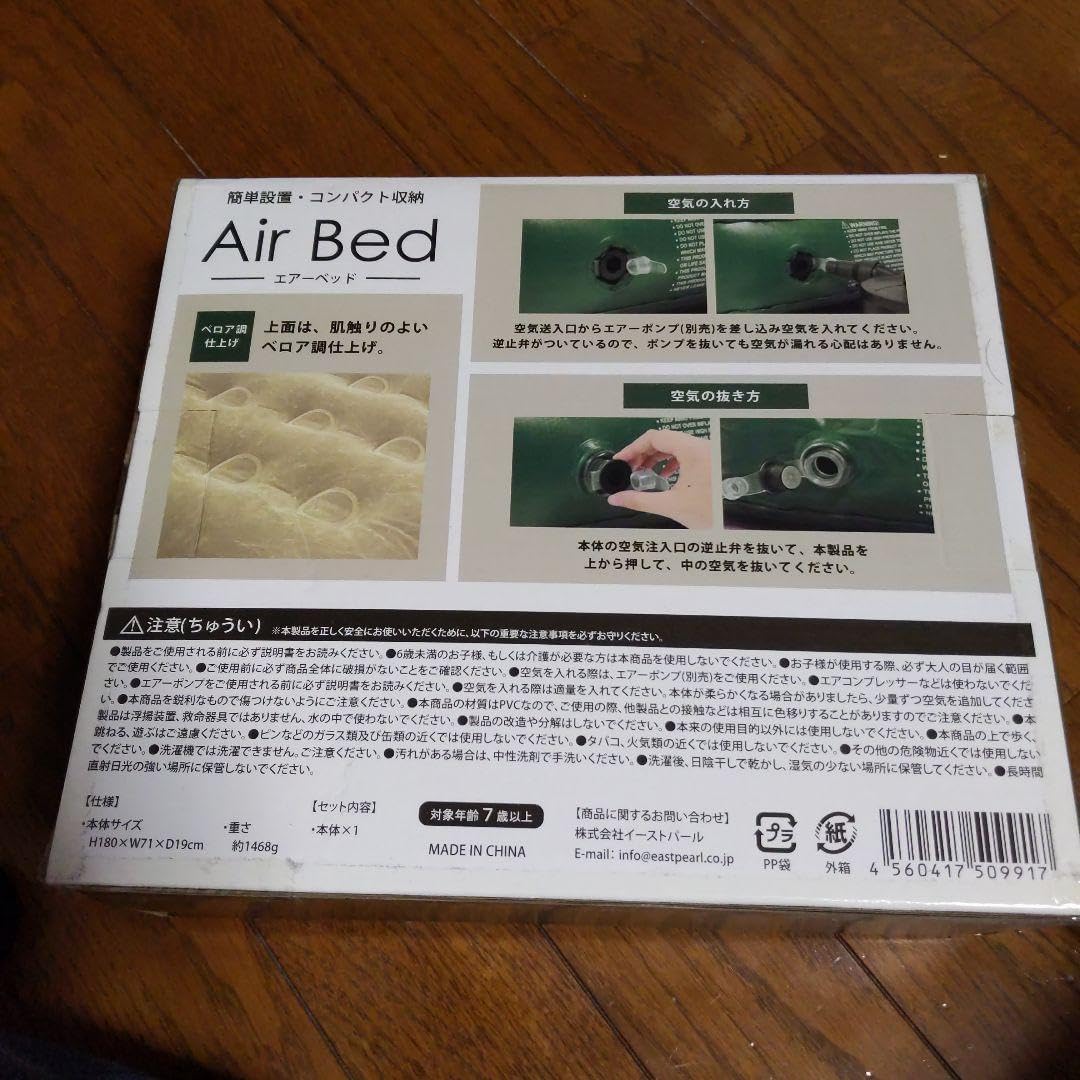 簡単設置・コンパクト収納
Air Bed
エアーベッド
ベロア調
仕上げ
上面は、肌触りのよい
ベロア調仕上げ。
空気の入れ方
空気送入口からエアーポンプ(別売)を差し込み空気を入れてください。
逆止弁がついているので、ポンプを抜いても空気が漏れる心配はありません。
空気の抜き方
本体の空気注入口の逆止弁を抜いて、本製品を
上から押して、中の空気を抜いてください。
注意(ちゅうい) ※本製品を正しく安全にお使いいただくために、以下の重要な注意事項を必ずお守りください。
●製品をご使用される前に必ず説明書をお読みください。●6歳未満のお子様、もしくは介護が必要な方は本商品を使用しないでください。●お子様が使用する際、必ず大人の目が届く範囲
でご使用ください。●ご使用前に必ず商品全体に破損がないことをご確認ください。●空気を入れる際は、エアーポンプ(別売)をご使用ください。●エアコンプレッサーなどは使わないでくだ
さい。●エアーポンプをご使用される前に必ず説明書をお読みください。●空気を入れる際は適量を入れてください。本体が柔らかくなる場合がありましたら、少量ずつ空気を追加してくださ
い。●本商品を鋭利なもので傷つけないようにご注意ください。●本商品の材質はPVCなので、ご使用の際、他製品との接触などは相互に色移りすることがありますのでご注意ください。●本
製品は浮揚装置、救命器具ではありません、水の中で使わないでください。●製品の改造や分解はしないでください。●本来の使用目的以外には使用しないでください。●本商品の上で歩く、
跳ねる、遊ぶはご遠慮ください。●ビンなどのガラス類及び缶類の近くでは使用しないでください。●タバコ、火気類の近くでは使用しないでください。●その他の危険物近くでは使用しない
でください。●洗濯機では洗濯できません。ご注意ください。●汚れがある場合は、中性洗剤で手洗いください。●洗濯後、日陰干しで乾かし、湿気の少ない場所に保管してください。●長時間
直射日光の強い場所に保管しないでください。
【仕様】
・本体サイズ
H180×W71×D19cm
・重さ
約1468g
【セット内容】
・本体×1
対象年齢7歳以上
MADE IN CHINA
【商品に関するお問い合わせ】
株式会社イーストパール
E-mail: info@eastpearl.co.jp
プラ
PP袋
紙
外箱
4 560417 509917